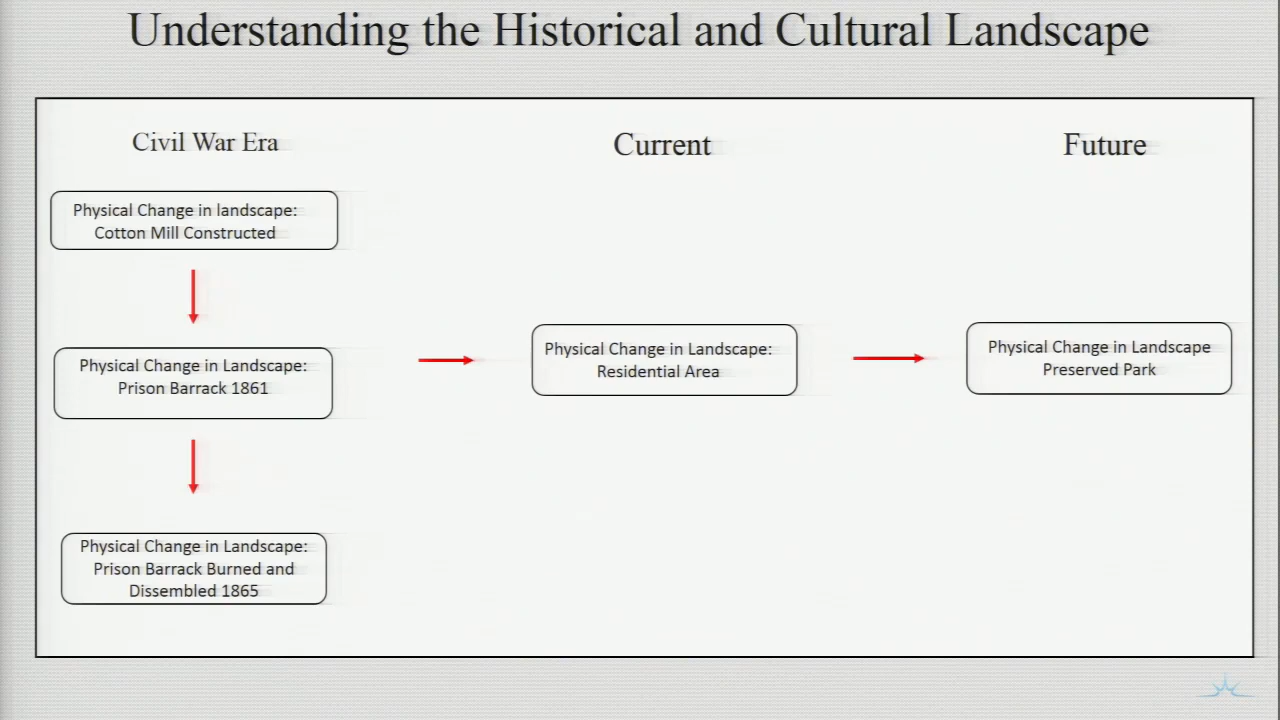 Understanding the Historical and Cultural Landscape
Civil War Era
Current
Future
Physical Change in landscape:
Cotton Mill Constructed
Physical Change in Landscape:
Prison Barrack 1861
Physical Change in Landscape:
Prison Barrack Burned and
Dissembled 1865
Physical Change in Landscape:
Residential Area
Physical Change in Landscape
Preserved Park